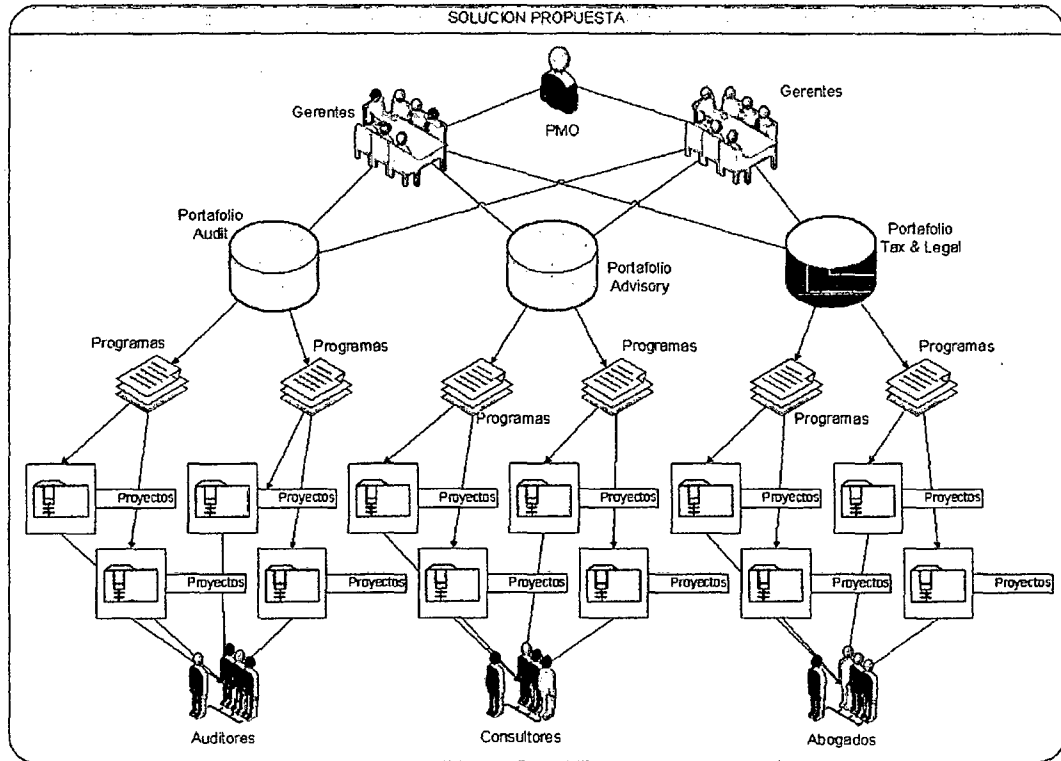 SOLUCION PROPUESTA
Gerentes
Gerentes
PMO
Portafolio
Audit
Portafolio
Advisory
Portafolio
Tax & Legal
Programas
Programas
Programas
Programas
Programas
Programas
Proyectos
Proyectos
Proyectos
Proyectos
Proyectos
Proyectos
Proyectos
Proyectos
Proyectos
Proyectos
Proyectos
Proyectos
Auditores
Consultores
Abogados